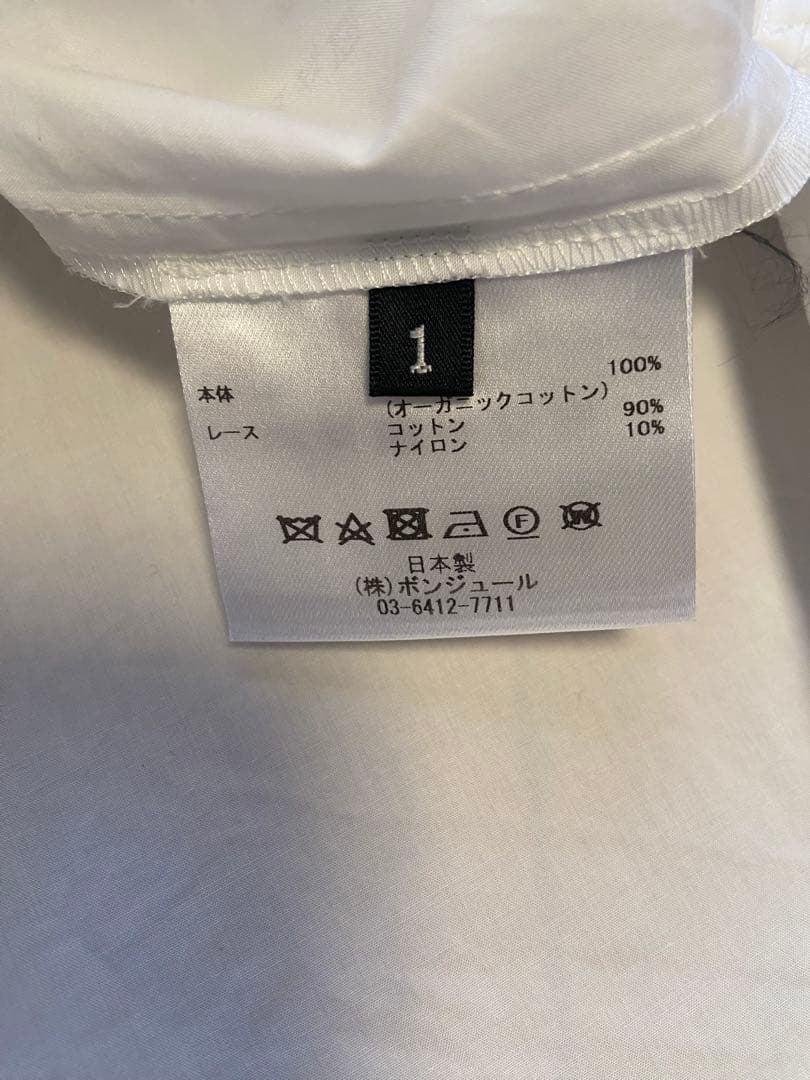 1
100%
本体
(オーガニックコットン)
コットン 90%
レース
ナイロン 10%
F
W
日本製
(株)ボンジュール
03-6412-7711